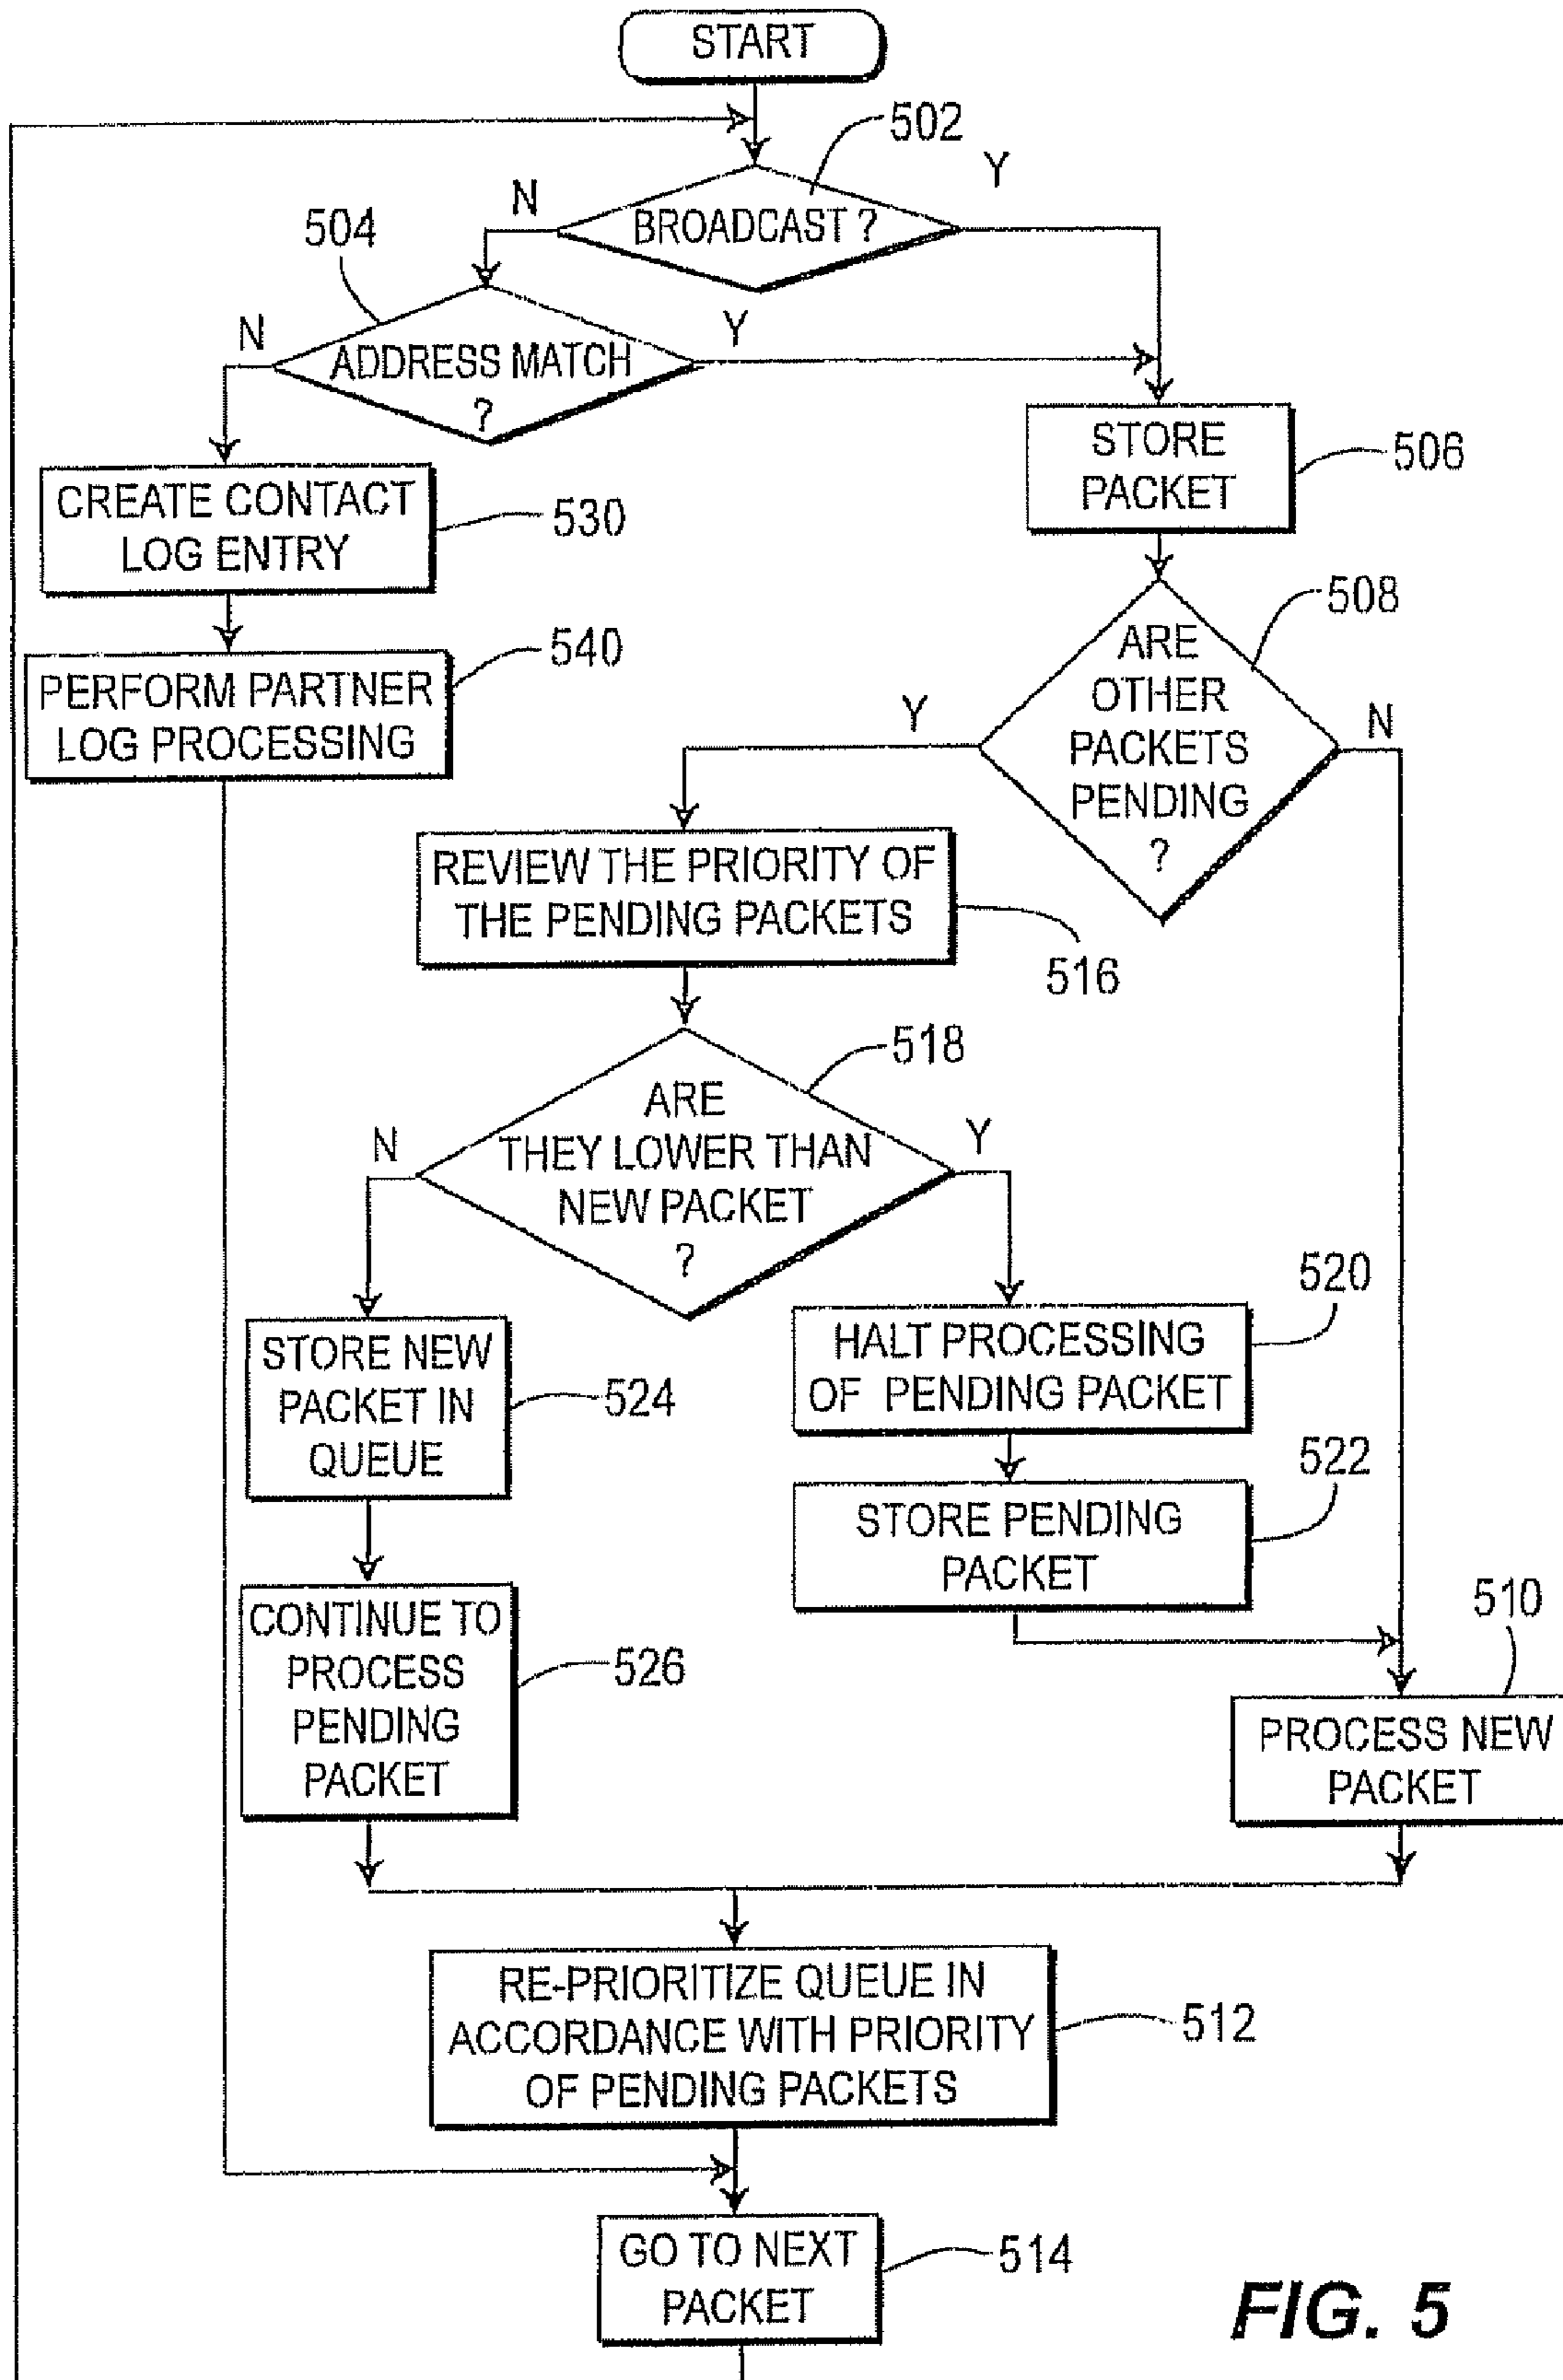 START
502
N
Y
BROADCAST ?
504
N
Y
ADDRESS MATCH
?
STORE
PACKET
506
CREATE CONTACT
LOG ENTRY
530
508
ARE
OTHER
PACKETS
PENDING
?
540
PERFORM PARTNER
LOG PROCESSING
Y
N
REVIEW THE PRIORITY OF
THE PENDING PACKETS
516
518
ARE
THEY LOWER THAN
NEW PACKET
?
N
Y
520
HALT PROCESSING
OF PENDING PACKET
STORE NEW
PACKET IN
QUEUE
524
522
STORE PENDING
PACKET
CONTINUE TO
PROCESS
PENDING
PACKET
526
510
PROCESS NEW
PACKET
RE-PRIORITIZE QUEUE IN
ACCORDANCE WITH PRIORITY
OF PENDING PACKETS
512
GO TO NEXT
PACKET
514
FIG. 5